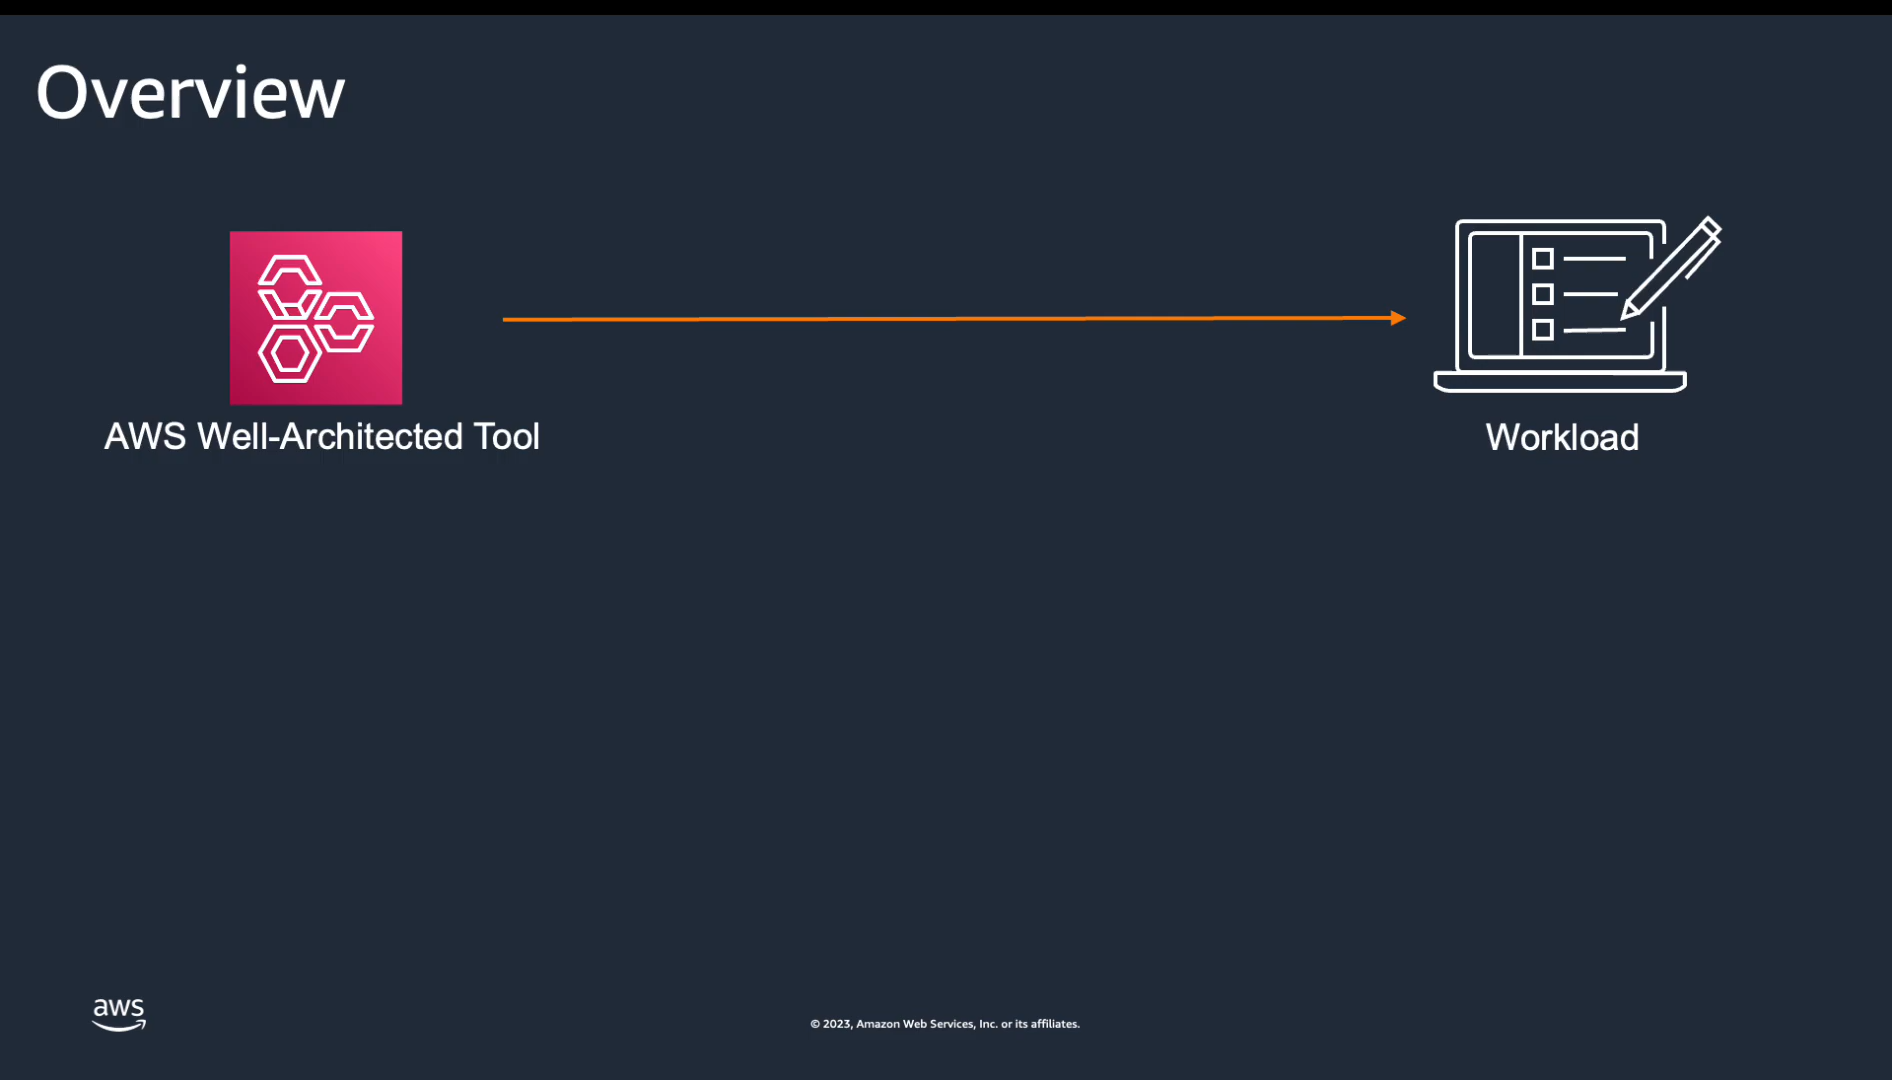 Overview
AWS Well-Architected Tool
Workload
aws
© 2023, Amazon Web Services, Inc. or its affiliates.